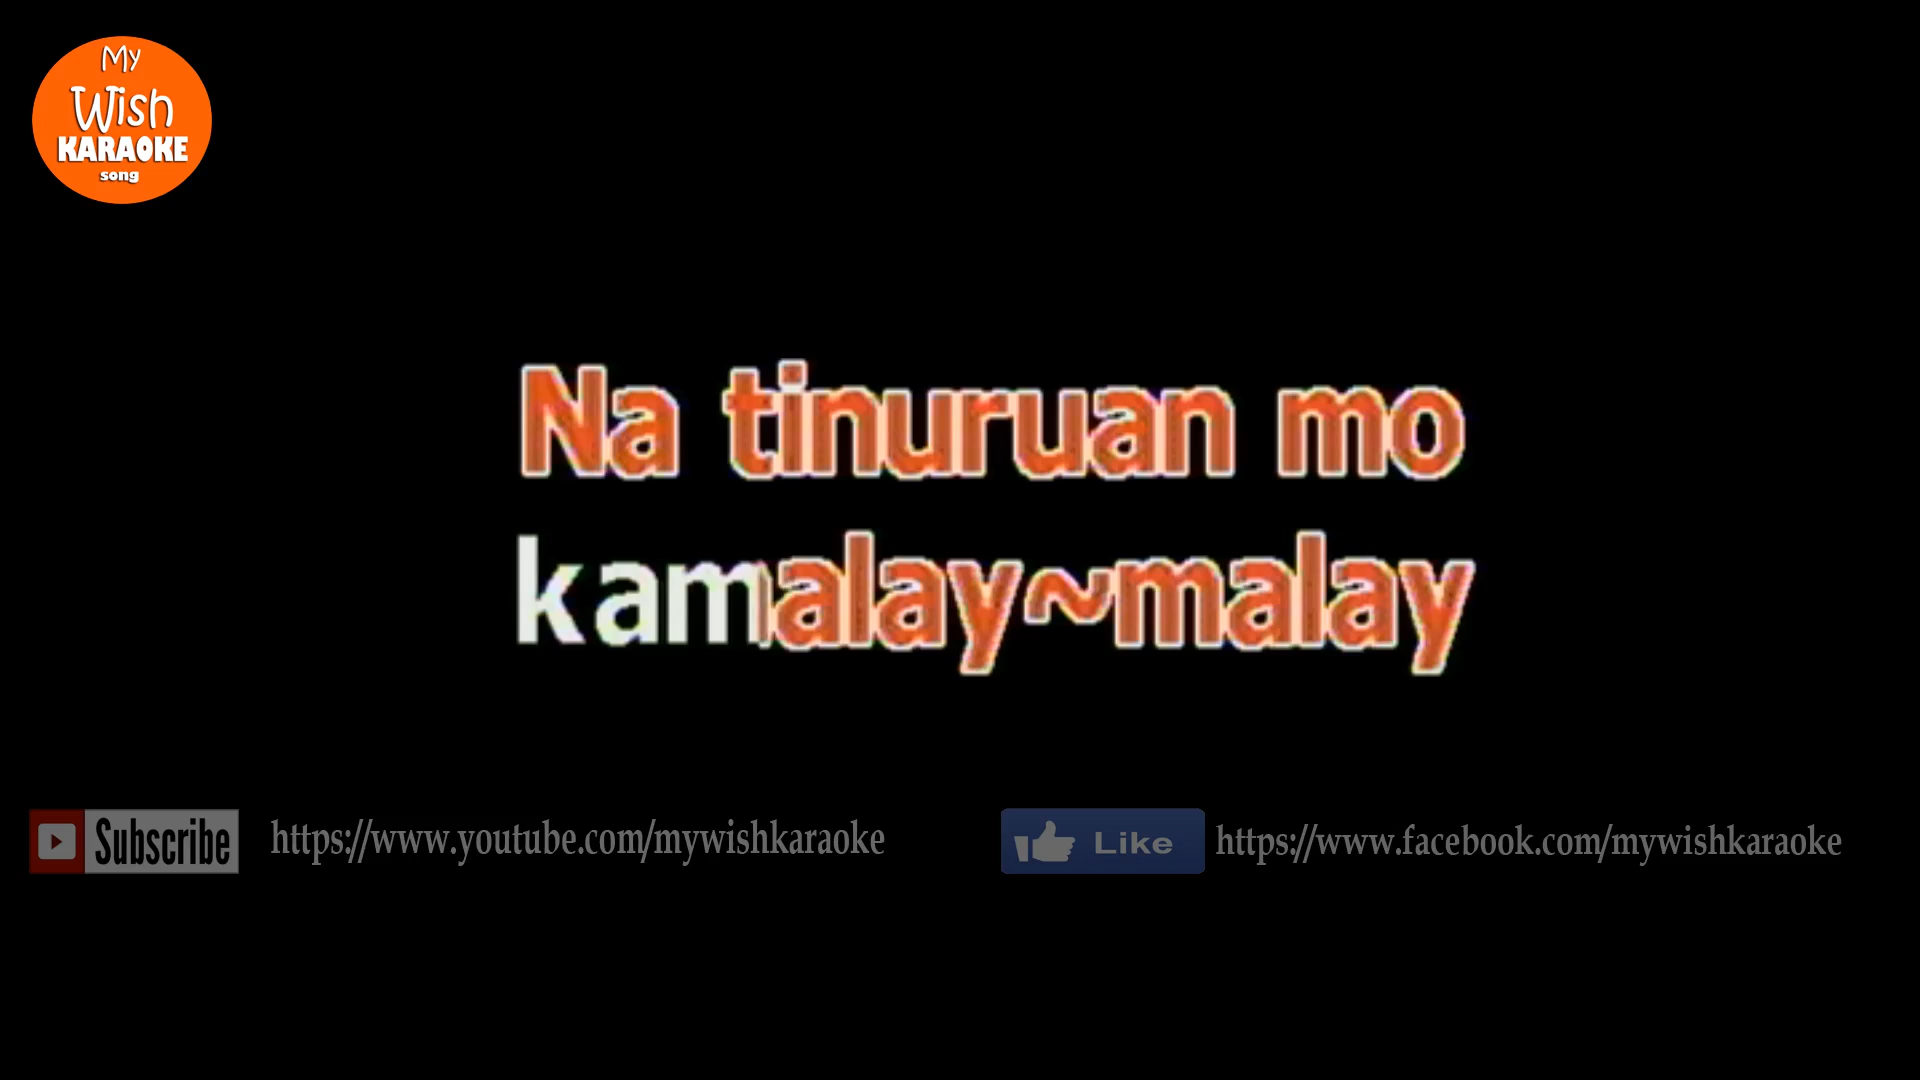 My
Wish
KARAOKE
song
Na tinuruan mo
kamalay~malay
Subscribe https://www.youtube.com/mywishkaraoke
Like https://www.facebook.com/mywishkaraoke